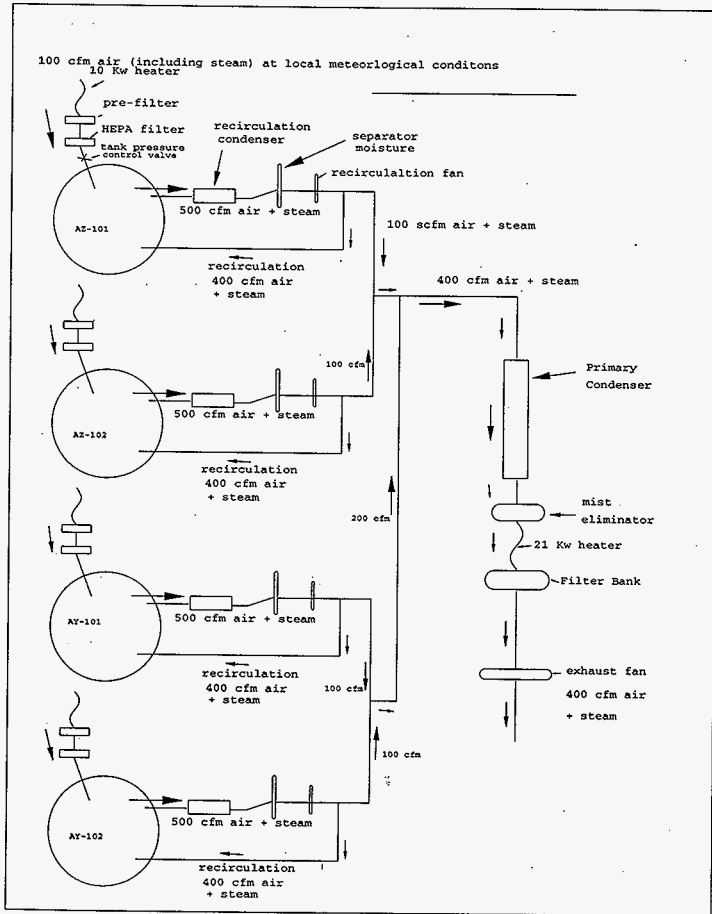 100 cfm air (including steam) at local meteorlogical conditons
10 Kw heater
pre-filter
HEPA filter
tank pressure
control valve
recirculation
condenser
separator
moisture
recirculaltion fan
500 cfm air + steam
AZ-101
recirculation
400 cfm air
+ steam
100 scfm air + steam
400 cfm air + steam
100 cfm
500 cfm air + steam
AZ-102
recirculation
400 cfm air
+ steam
Primary
Condenser
200 cfm
mist
eliminator
21 Kw heater
Filter Bank
500 cfm air + steam
AY-101
recirculation
400 cfm air
+ steam
100 cfm
exhaust fan
400 cfm air
+ steam
100 cfm
500 cfm air + steam
AY-102
recirculation
400 cfm air
+ steam